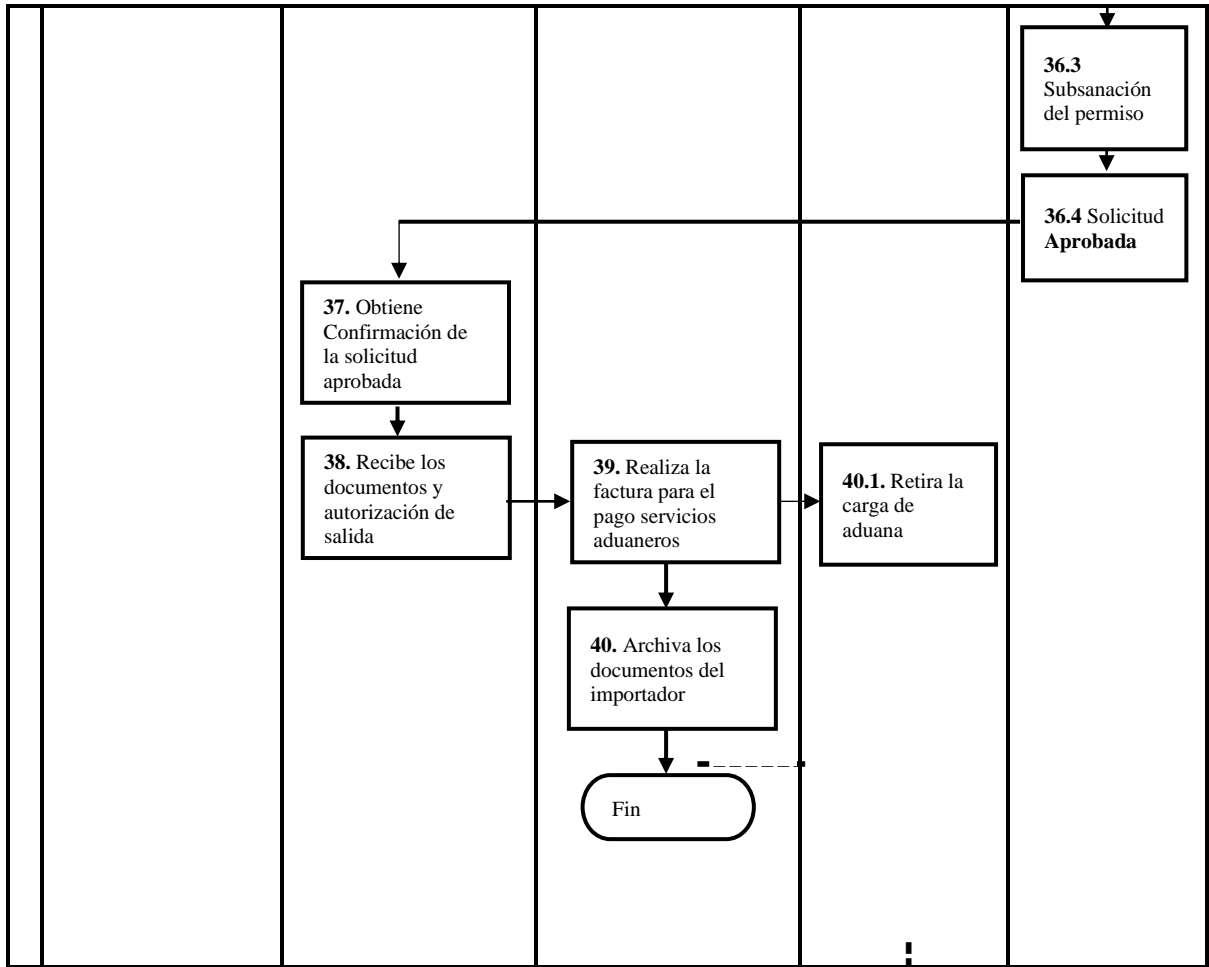 36.3
Subsanación
del permiso
36.4 Solicitud
Aprobada
37. Obtiene
Confirmación de
la solicitud
aprobada
38. Recibe los
documentos y
autorización de
salida
39. Realiza la
factura para el
pago servicios
aduaneros
40.1. Retira la
carga de
aduana
40. Archiva los
documentos del
importador
Fin